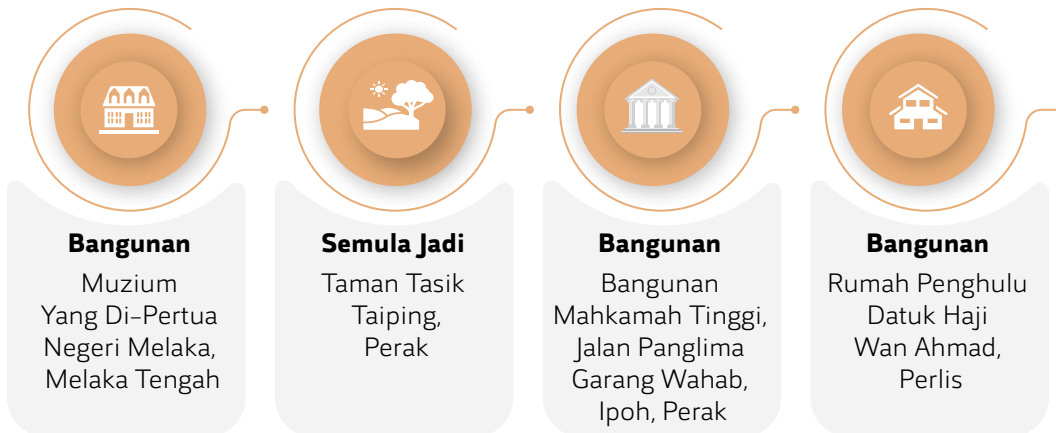 Bangunan
Muzium
Yang Di-Pertua
Negeri Melaka,
Melaka Tengah
Semula Jadi
Taman Tasik
Taiping,
Perak
Bangunan
Bangunan
Mahkamah Tinggi,
Jalan Panglima
Garang Wahab,
Ipoh, Perak
Bangunan
Rumah Penghulu
Datuk Haji
Wan Ahmad,
Perlis